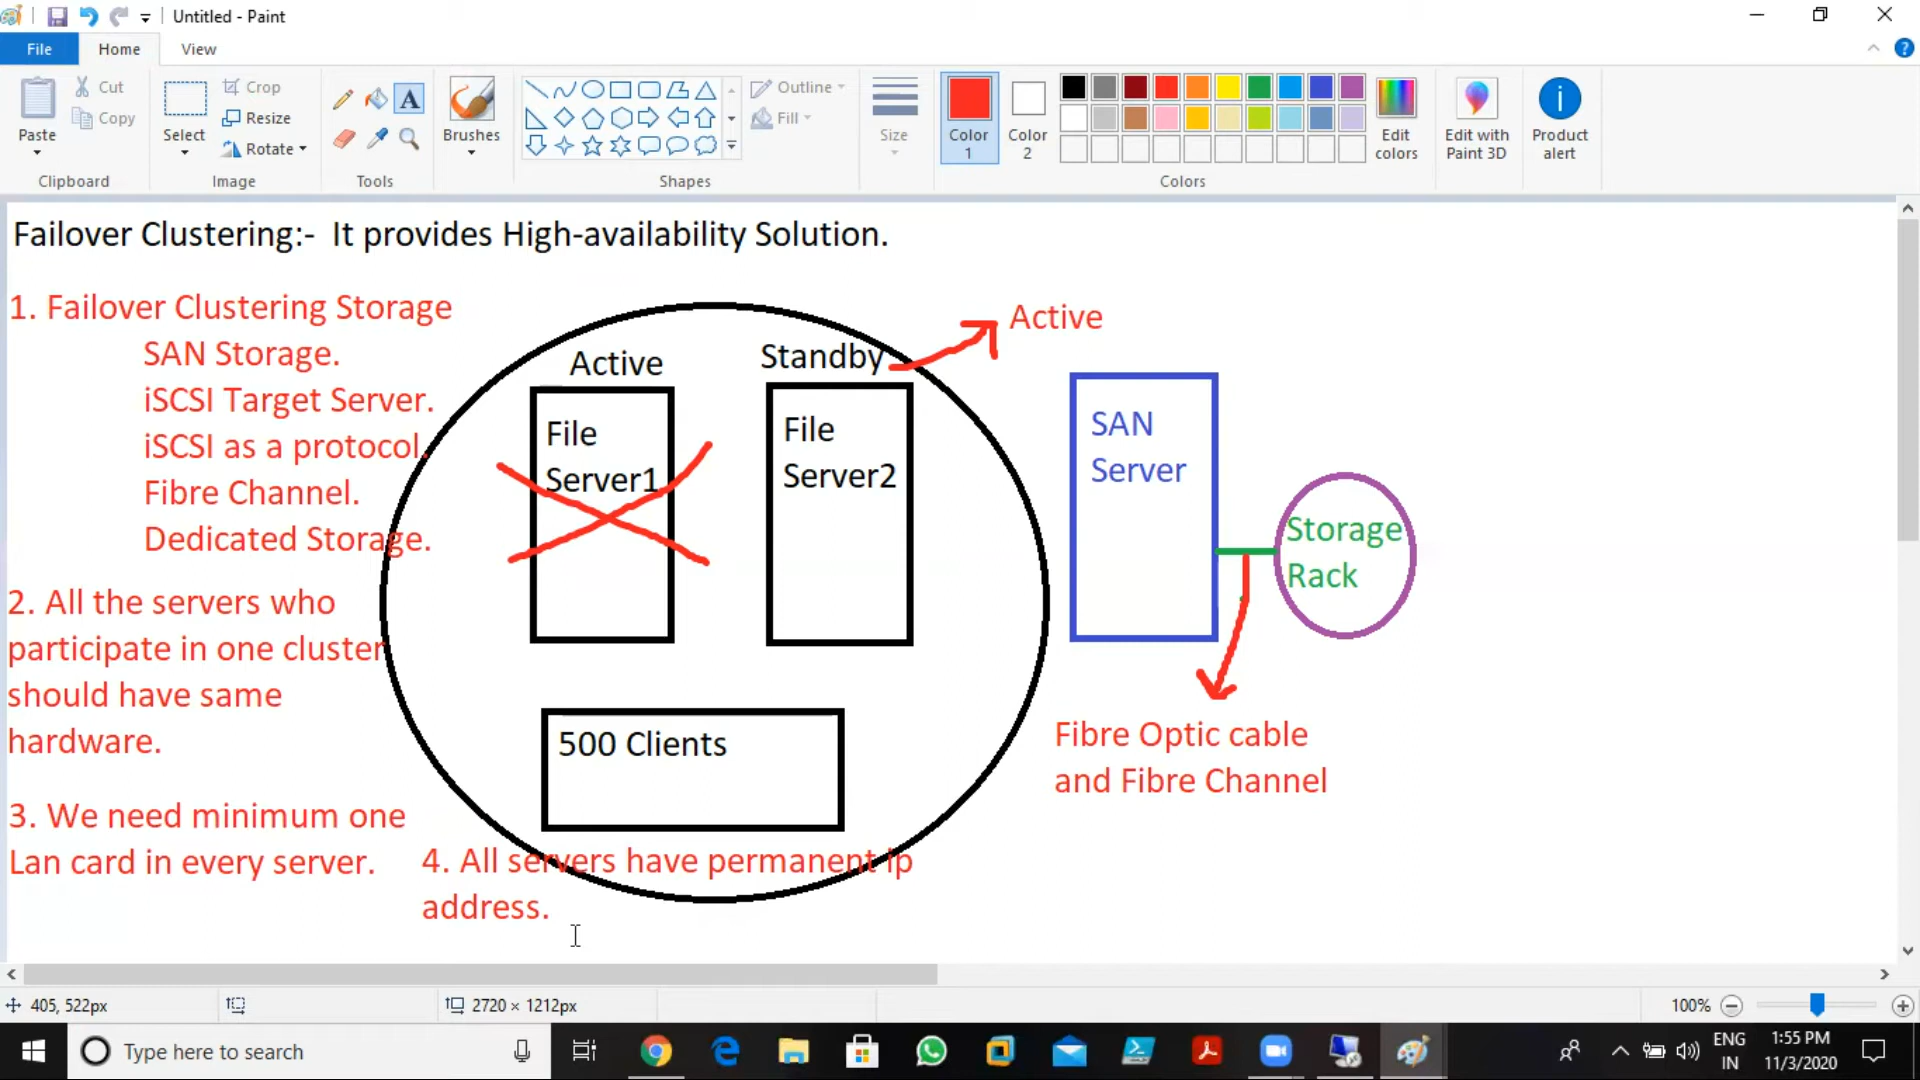 Untitled - Paint
File
Home
View
Paste
Cut
Copy
Clipboard
Select
Crop
Resize
Rotate
Image
A
Tools
Brushes
Outline
Fill
Shapes
Size
Color
1
Color
2
Edit
colors
Colors
Edit with
Paint 3D
Product
alert
Failover Clustering:-  It provides High-availability Solution.
1. Failover Clustering Storage
SAN Storage.
iSCSI Target Server.
iSCSI as a protocol.
Fibre Channel.
Dedicated Storage.
2. All the servers who
participate in one cluster
should have same
hardware.
3. We need minimum one
Lan card in every server.
4. All servers have permanent ip
address.
Active
Standby
Active
File
Server1
File
Server2
500 Clients
SAN
Server
Storage
Rack
Fibre Optic cable
and Fibre Channel
405, 522px
2720 × 1212px
100%
Type here to search
ENG
IN
1:55 PM
11/3/2020